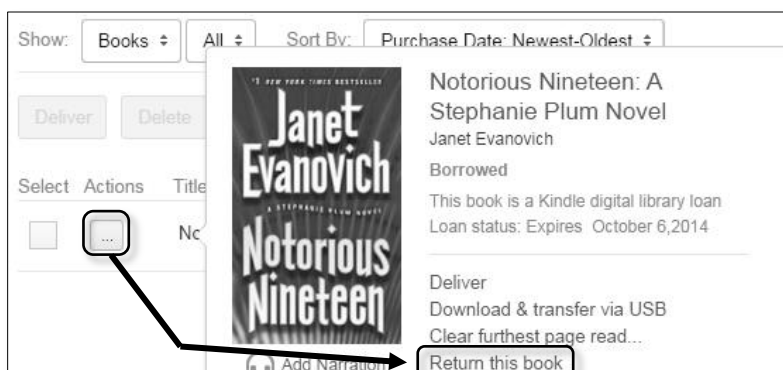 Show: Books All Sort By: Purchase Date: Newest-Oldest
Deliver Delete
Select Actions Title
...
No
#1 NEW YORK TIMES BESTSELLER
Janet
Evanovich
A STEPHANIE PLUM NOVEL
Notorious
Nineteen
Add Narration
Notorious Nineteen: A
Stephanie Plum Novel
Janet Evanovich
Borrowed
This book is a Kindle digital library loan
Loan status: Expires October 6,2014
Deliver
Download & transfer via USB
Clear furthest page read...
Return this book